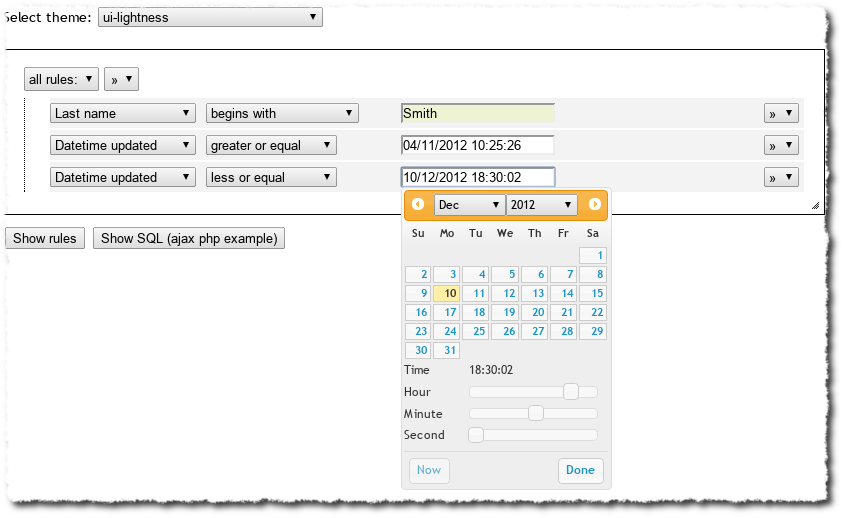 Select theme: ui-lightness
all rules: »
Last name begins with Smith »
Datetime updated greater or equal 04/11/2012 10:25:26 »
Datetime updated less or equal 10/12/2012 18:30:02 »
Dec 2012
Show rules Show SQL (ajax php example)
Su Mo Tu We Th Fr Sa
1
2 3 4 5 6 7 8
9 10 11 12 13 14 15
16 17 18 19 20 21 22
23 24 25 26 27 28 29
30 31
Time 18:30:02
Hour
Minute
Second
Now Done